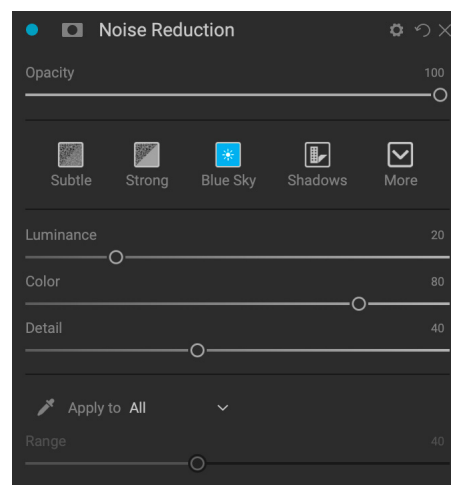 Noise Reduction
Opacity 100
Subtle Strong Blue Sky Shadows More
Luminance 20
Color 80
Detail 40
Apply to All
Range 40